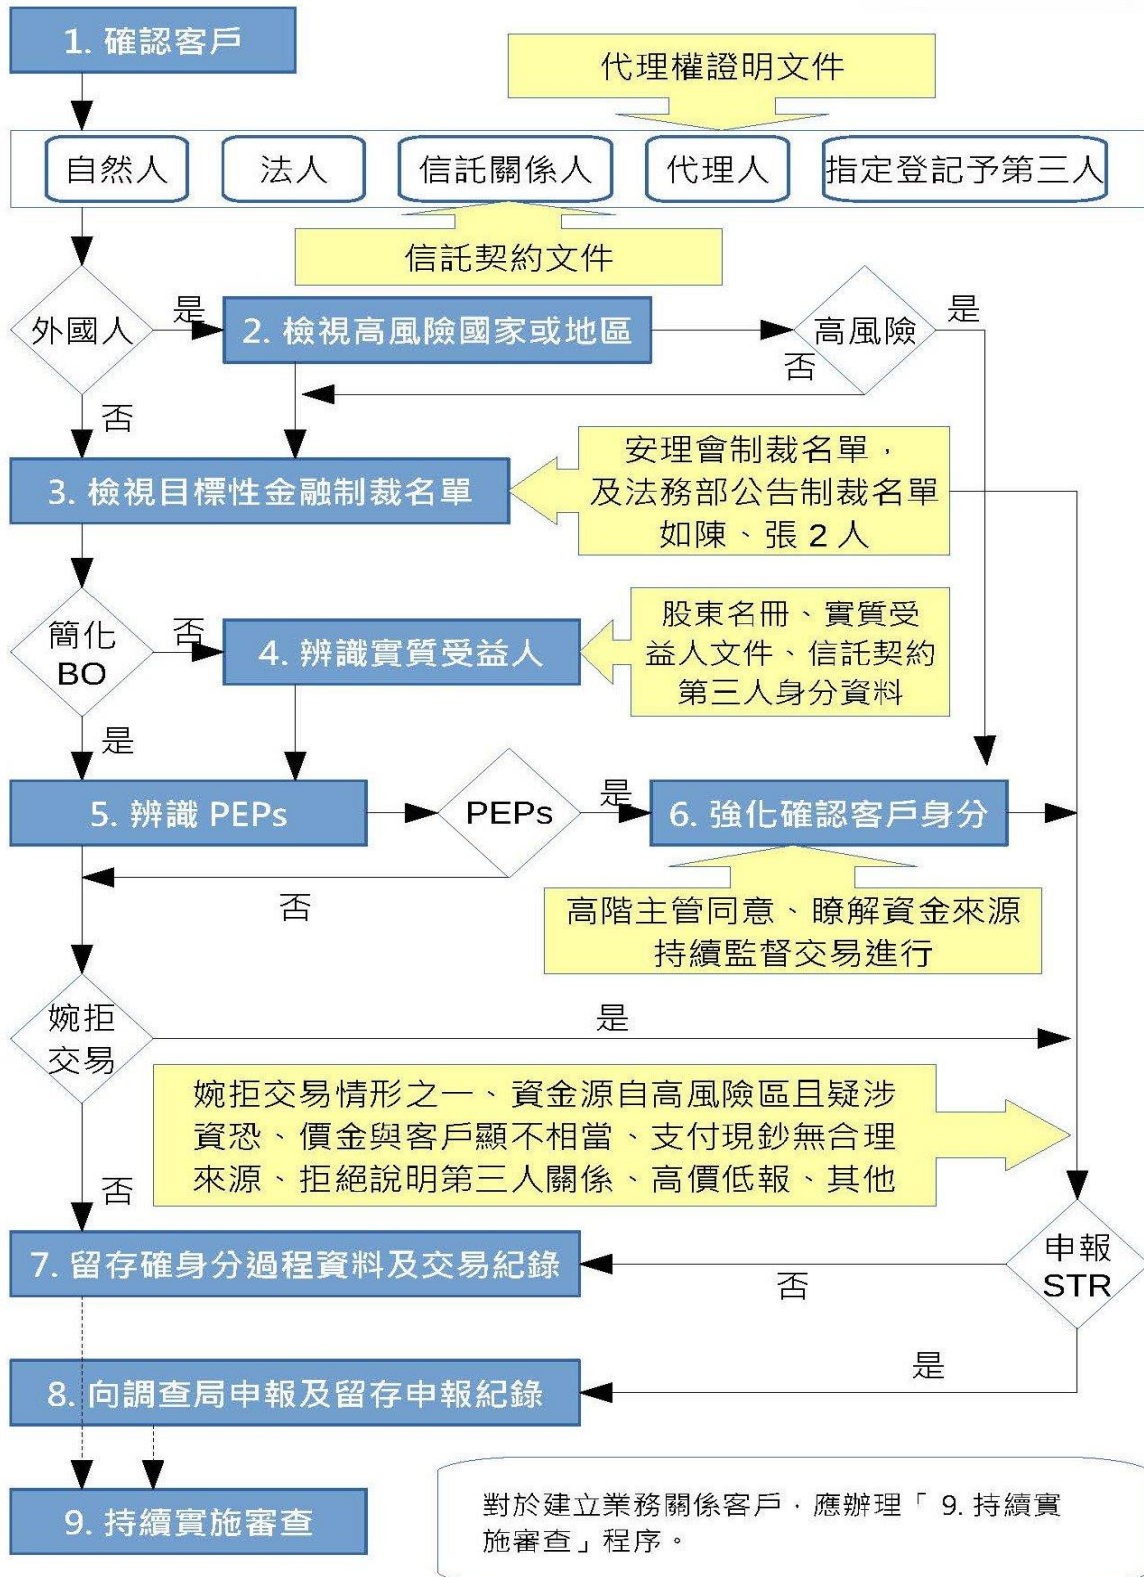 1. 確認客戶
代理權證明文件
自然人
法人
信託關係人
代理人
指定登記予第三人
信託契約文件
外國人
是
2. 檢視高風險國家或地區
高風險
是
否
否
3. 檢視目標性金融制裁名單
安理會制裁名單，
及法務部公告制裁名單
如陳、張 2 人
簡化
BO
否
4. 辨識實質受益人
股東名冊、實質受
益人文件、信託契約
第三人身分資料
是
5. 辨識 PEPs
PEPs
是
6. 強化確認客戶身分
否
高階主管同意、瞭解資金來源
持續監督交易進行
婉拒
交易
是
婉拒交易情形之一、資金源自高風險區且疑涉
資恐、價金與客戶顯不相當、支付現鈔無合理
來源、拒絕說明第三人關係、高價低報、其他
否
7. 留存確身分過程資料及交易紀錄
否
申報
STR
是
8. 向調查局申報及留存申報紀錄
9. 持續實施審查
對於建立業務關係客戶，應辦理「 9. 持續實
施審查」程序。